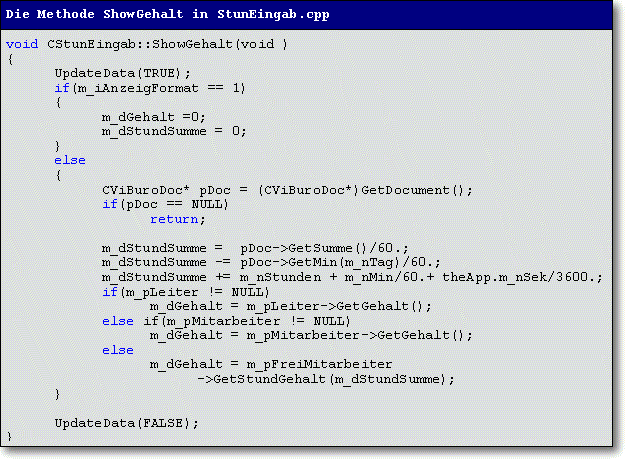 Die Methode ShowGehalt in StunEingab.cpp
void CStunEingab::ShowGehalt(void )
{
UpdateData(TRUE);
if(m_iAnzeigFormat == 1)
{
m_dGehalt =0;
m_dStundSumme = 0;
}
else
{
CViBuroDoc* pDoc = (CViBuroDoc*)GetDocument();
if(pDoc == NULL)
return;
m_dStundSumme =  pDoc->GetSumme()/60.;
m_dStundSumme -= pDoc->GetMin(m_nTag)/60.;
m_dStundSumme += m_nStunden + m_nMin/60.+ theApp.m_nSek/3600.;
if(m_pLeiter != NULL)
m_dGehalt = m_pLeiter->GetGehalt();
else if(m_pMitarbeiter != NULL)
m_dGehalt = m_pMitarbeiter->GetGehalt();
else
m_dGehalt = m_pFreiMitarbeiter
->GetStundGehalt(m_dStundSumme);
}
UpdateData(FALSE);
}